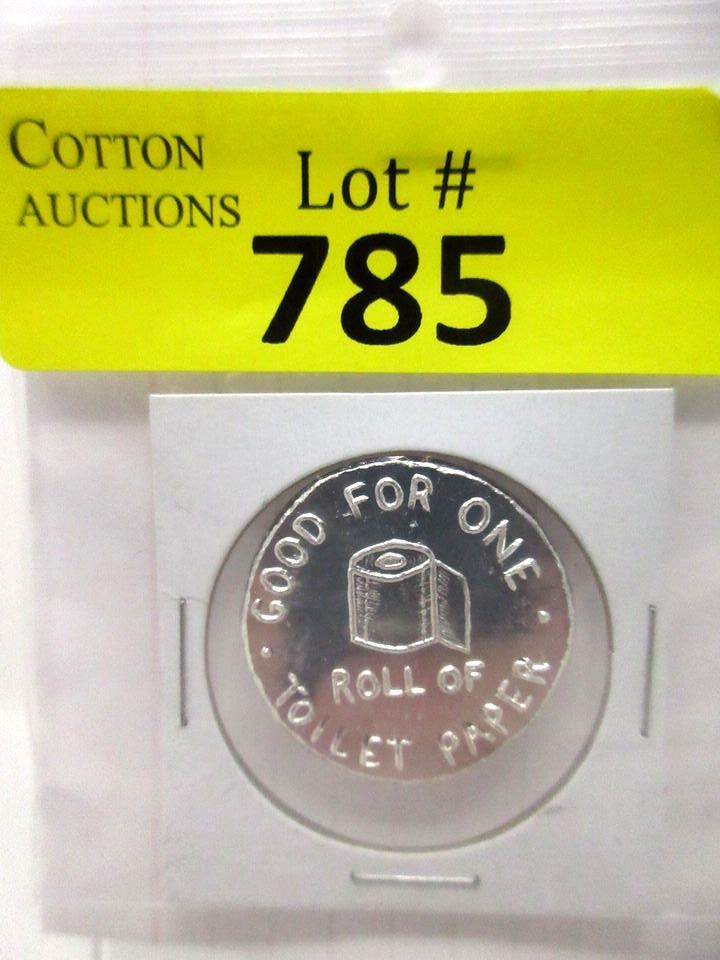 COTTON
AUCTIONS
Lot #
785
GOOD FOR ONE
ROLL OF
TOILET PAPER